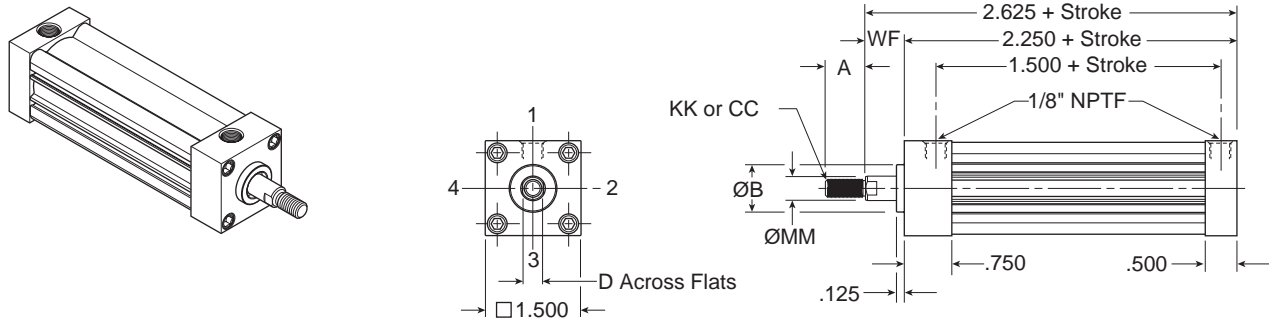 2.625 + Stroke
WF
2.250 + Stroke
A
1.500 + Stroke
KK or CC
1/8" NPTF
1
4
2
ØB
ØMM
3
D Across Flats
.750
.500
.125
□1.500